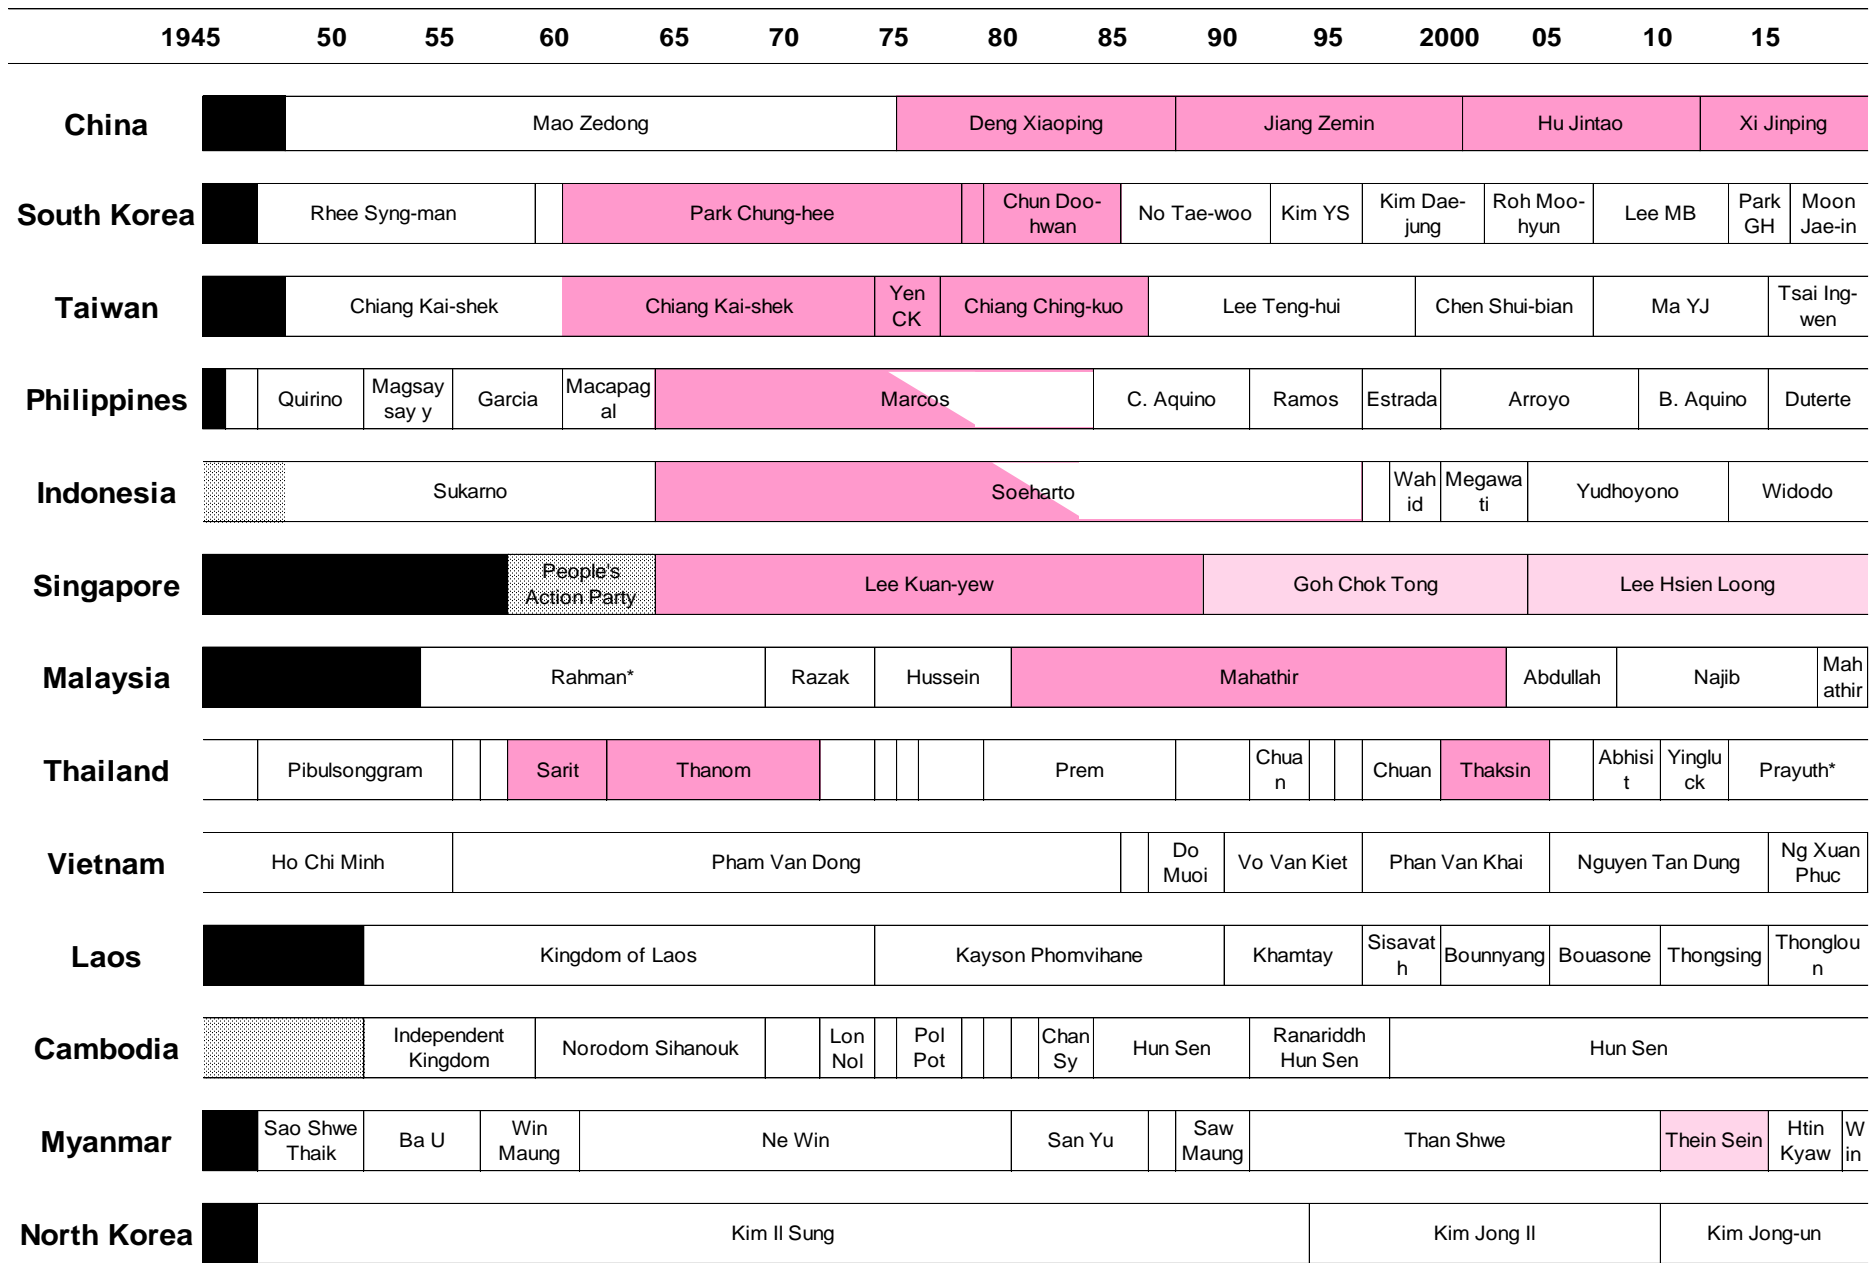 1945 50 55 60 65 70 75 80 85 90 95 2000 05 10 15
China Mao Zedong Deng Xiaoping Jiang Zemin Hu Jintao Xi Jinping
South Korea Rhee Syng-man Park Chung-hee Chun Doo-
hwan No Tae-woo Kim YS Kim Dae-
jung Roh Moo-
hyun Lee MB Park
GH Moon
Jae-in
Taiwan Chiang Kai-shek Chiang Kai-shek Yen
CK Chiang Ching-kuo Lee Teng-hui Chen Shui-bian Ma YJ Tsai Ing-
wen
Philippines Quirino Magsay
say y Garcia Macapag
al Marcos C. Aquino Ramos Estrada Arroyo B. Aquino Duterte
Indonesia Sukarno Soeharto Wah
id Megawa
ti Yudhoyono Widodo
Singapore People's
Action Party Lee Kuan-yew Goh Chok Tong Lee Hsien Loong
Malaysia Rahman* Razak Hussein Mahathir Abdullah Najib Mah
athir
Thailand Pibulsonggram Sarit Thanom Prem Chua
n Chuan Thaksin Abhisi
t Yinglu
ck Prayuth*
Vietnam Ho Chi Minh Pham Van Dong Do
Muoi Vo Van Kiet Phan Van Khai Nguyen Tan Dung Ng Xuan
Phuc
Laos Kingdom of Laos Kayson Phomvihane Khamtay Sisavat
h Bounnyang Bouasone Thongsing Thonglou
n
Cambodia Independent
Kingdom Norodom Sihanouk Lon
Nol Pol
Pot Chan
Sy Hun Sen Ranariddh
Hun Sen Hun Sen
Myanmar Sao Shwe
Thaik Ba U Win
Maung Ne Win San Yu Saw
Maung Than Shwe Thein Sein Htin
Kyaw W
in
North Korea Kim Il Sung Kim Jong Il Kim Jong-un